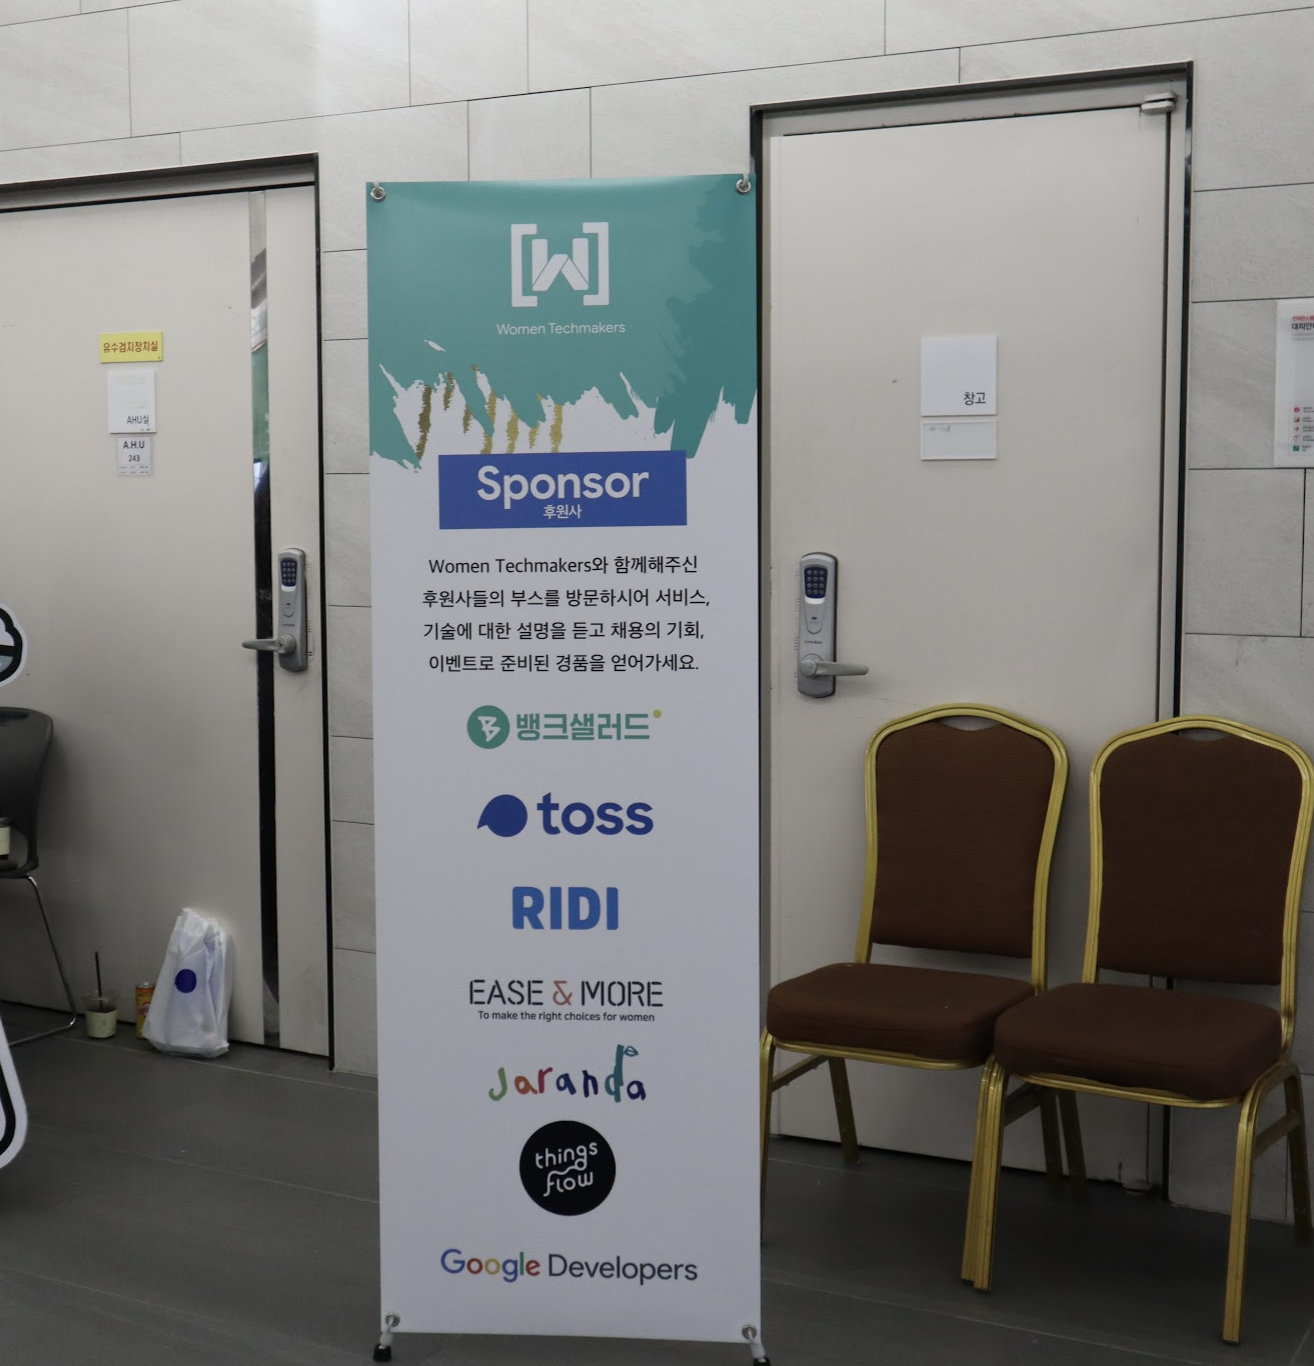 Women Techmakers
Sponsor
후원사
Women Techmakers와 함께해주신
후원사들의 부스를 방문하시어 서비스,
기술에 대한 설명을 듣고 채용의 기회,
이벤트로 준비된 경품을 얻어가세요.
뱅크샐러드
toss
RIDI
EASE & MORE
To make the right choices for women
Jaranda
things
flow
Google Developers
유수검지장치실
AHU실
A.H.U
243
창고